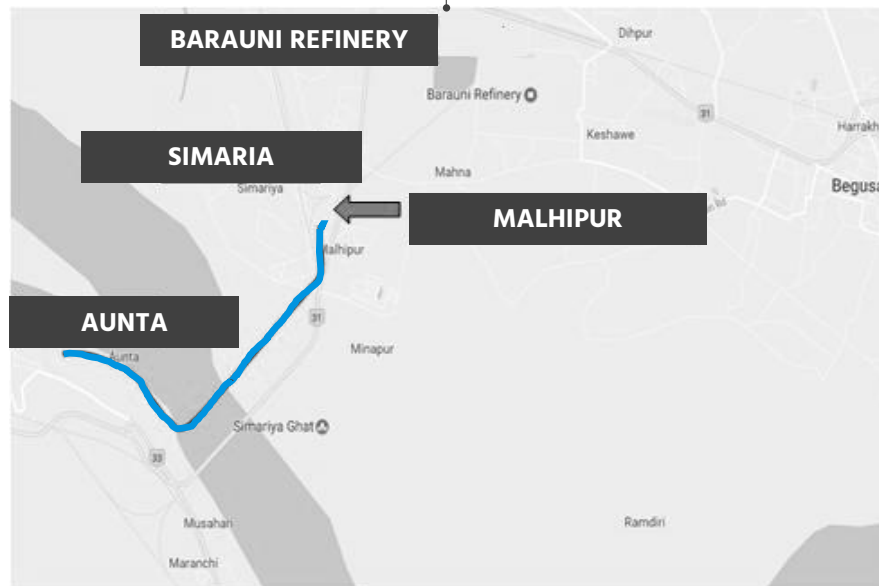 BARAUNI REFINERY
Dihpur
Barauni Refinery
31
Harrakh
Keshawe
SIMARIA
Mahna
Simariya
Begusa
MALHIPUR
Malhipur
AUNTA
31
Aunta
Minapur
Simariya Ghat
33
Musahari
Ramdiri
Maranchi